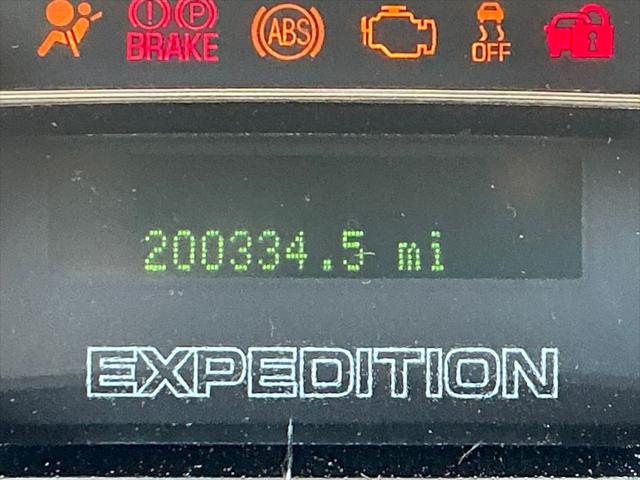 BRAKE ABS OFF
200334.5 mi
EXPEDITION